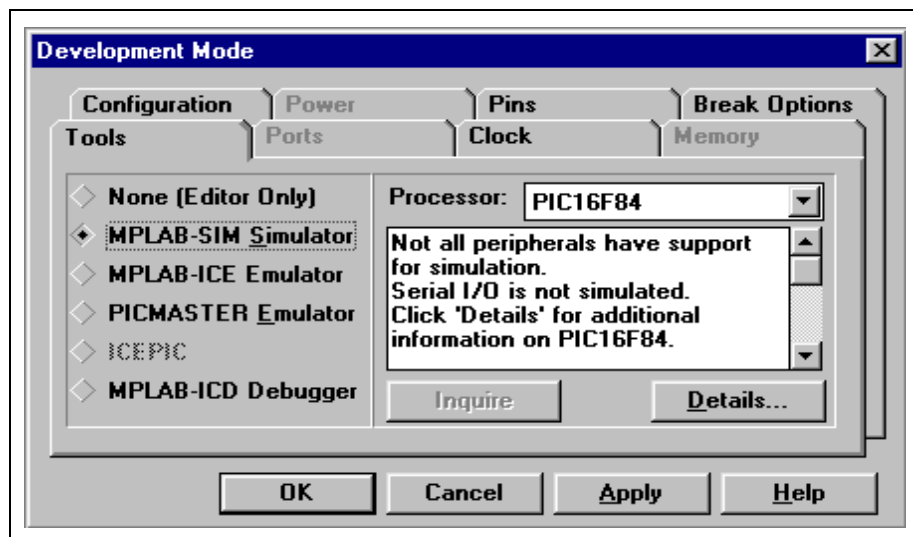 Development Mode
Configuration Power Pins Break Options
Tools Ports Clock Memory
None (Editor Only)
MPLAB-SIM Simulator
MPLAB-ICE Emulator
PICMASTER Emulator
ICEPIC
MPLAB-ICD Debugger
Processor: PIC16F84
Not all peripherals have support
for simulation.
Serial I/O is not simulated.
Click 'Details' for additional
information on PIC16F84.
Inquire Details...
OK Cancel Apply Help